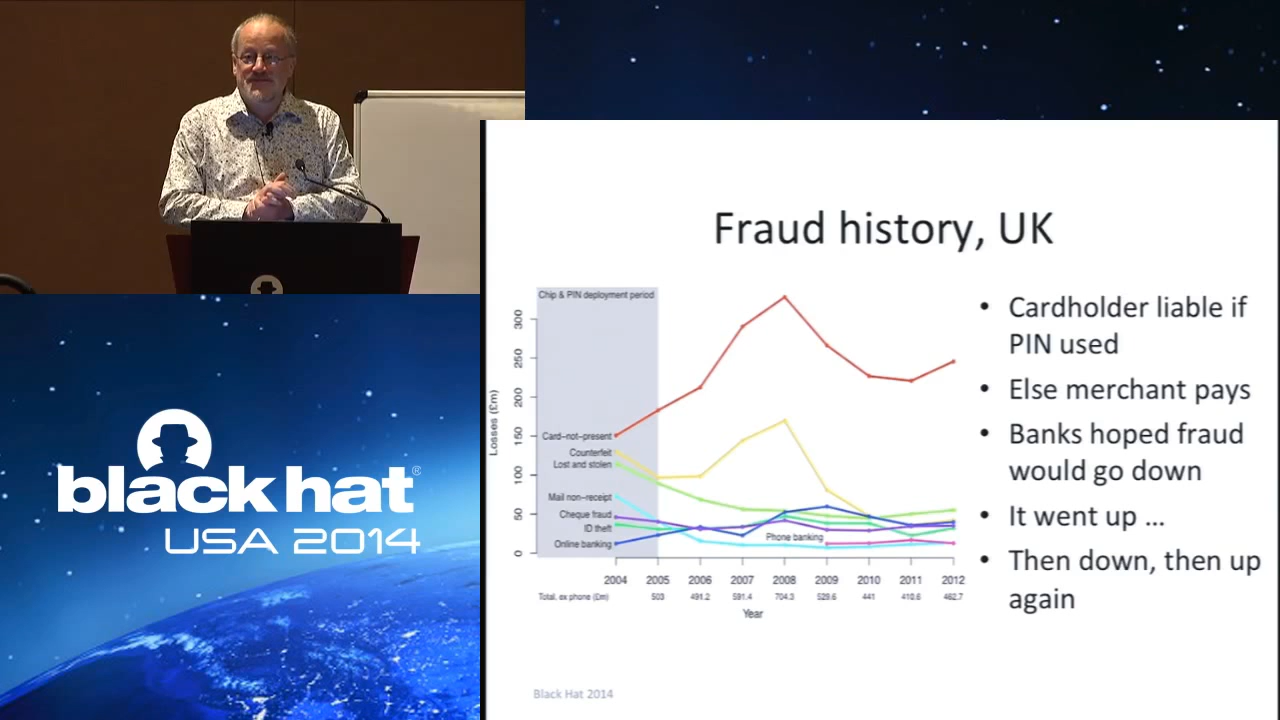 black hat®
USA 2014
Fraud history, UK
Chip & PIN deployment period
Losses (£m)
300
250
200
150
100
50
0
Card–not–present
Counterfeit
Lost and stolen
Mail non–receipt
Cheque fraud
ID theft
Online banking
Phone banking
2004 2005 2006 2007 2008 2009 2010 2011 2012
Total, ex phone (£m) 503 491.2 591.4 704.3 529.6 441 410.6 462.7
Year
• Cardholder liable if
PIN used
• Else merchant pays
• Banks hoped fraud
would go down
• It went up …
• Then down, then up
again
Black Hat 2014